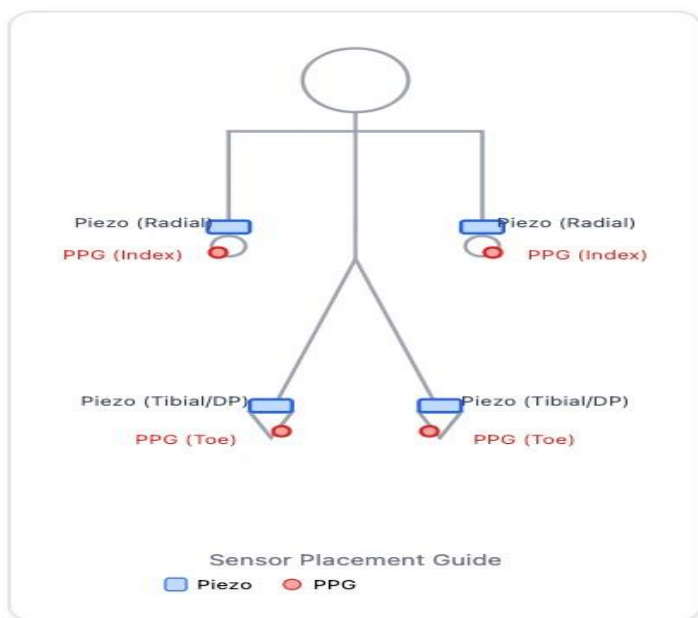 Piezo (Radial) Piezo (Radial)
PPG (Index) PPG (Index)
Piezo (Tibial/DP) Piezo (Tibial/DP)
PPG (Toe) PPG (Toe)
Sensor Placement Guide
Piezo PPG